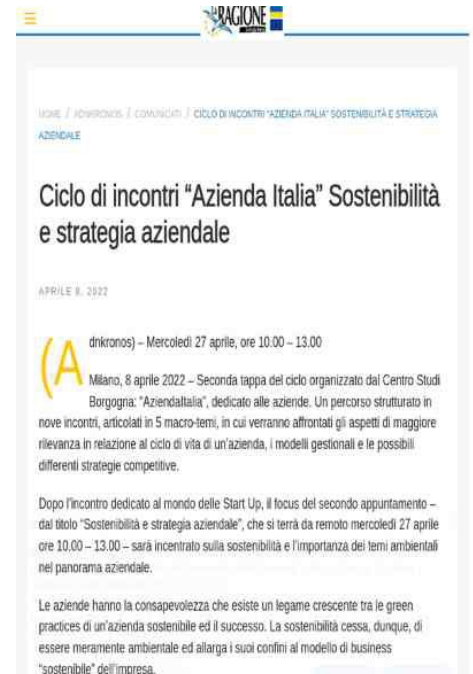 LA RAGIONE
HOME / ADNKRONOS / COMUNICATI / CICLO DI INCONTRI "AZIENDA ITALIA" SOSTENIBILITÀ E STRATEGIA
AZIENDALE
Ciclo di incontri “Azienda Italia” Sostenibilità
e strategia aziendale
APRILE 8, 2022
(Adnkronos) – Mercoledì 27 aprile, ore 10.00 – 13.00
Milano, 8 aprile 2022 – Seconda tappa del ciclo organizzato dal Centro Studi
Borgogna: “AziendaItalia”, dedicato alle aziende. Un percorso strutturato in
nove incontri, articolati in 5 macro-temi, in cui verranno affrontati gli aspetti di maggiore
rilevanza in relazione al ciclo di vita di un’azienda, i modelli gestionali e le possibili
differenti strategie competitive.
Dopo l’incontro dedicato al mondo delle Start Up, il focus del secondo appuntamento –
dal titolo “Sostenibilità e strategia aziendale”, che si terrà da remoto mercoledì 27 aprile
ore 10.00 – 13.00 – sarà incentrato sulla sostenibilità e l’importanza dei temi ambientali
nel panorama aziendale.
Le aziende hanno la consapevolezza che esiste un legame crescente tra le green
practices di un’azienda sostenibile ed il successo. La sostenibilità cessa, dunque, di
essere meramente ambientale ed allarga i suoi confini al modello di business
“sostenibile” dell’impresa.